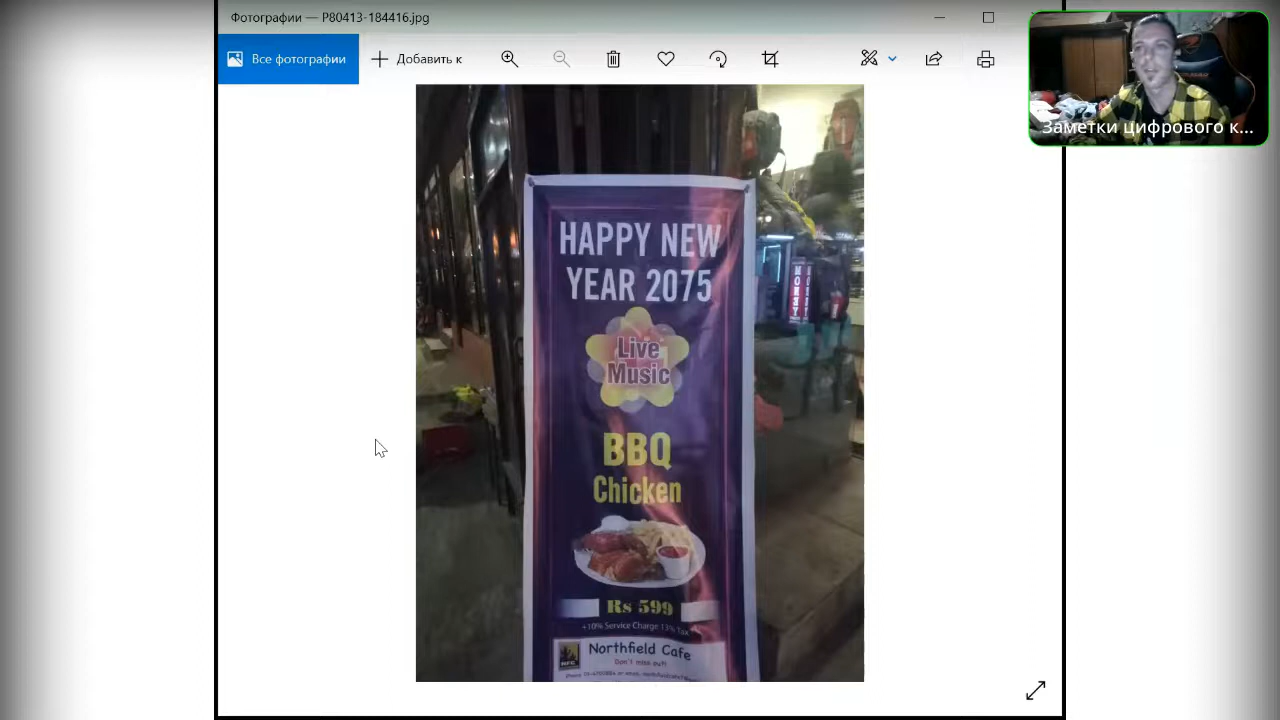 Фотографии — P80413-184416.jpg
Все фотографии
Добавить к
Заметки цифрового к...
HAPPY NEW
YEAR 2075
Live
Music
BBQ
Chicken
Rs 599
+10% Service Charge 13% Tax
Northfield Cafe
Don't miss out!
MONEY